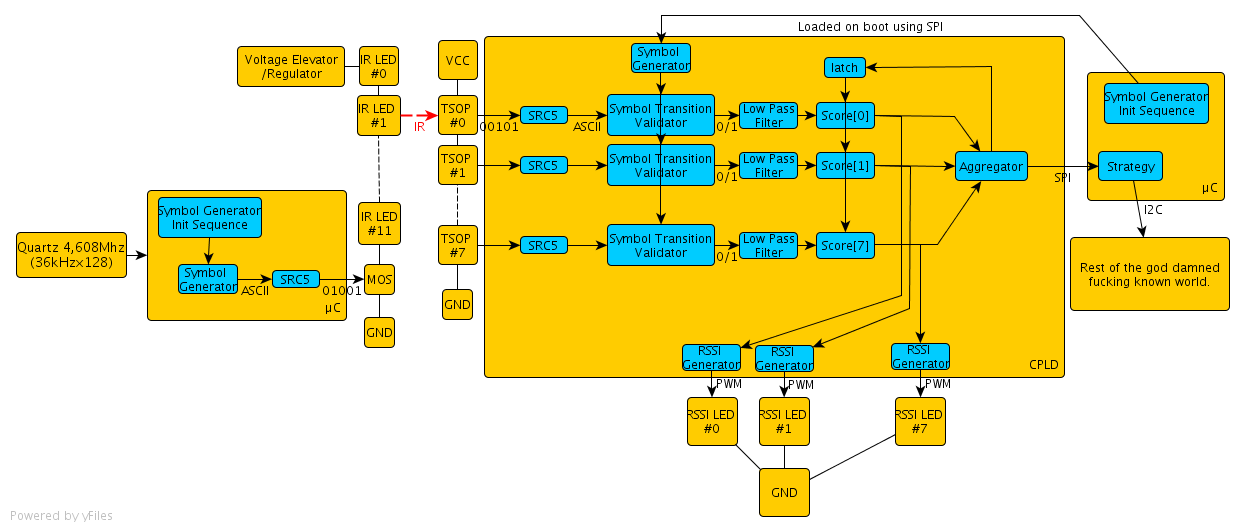 Loaded on boot using SPI
Voltage Elevator
/Regulator
IR LED
#0
VCC
Symbol
Generator
latch
IR LED
#1
IR
TSOP
#0
00101
SRC5
ASCII
Symbol Transition
Validator
0/1
Low Pass
Filter
Score[0]
Symbol Generator
Init Sequence
TSOP
#1
SRC5
Symbol Transition
Validator
0/1
Low Pass
Filter
Score[1]
Aggregator
SPI
Strategy
µC
I2C
Symbol Generator
Init Sequence
IR LED
#11
TSOP
#7
SRC5
Symbol Transition
Validator
0/1
Low Pass
Filter
Score[7]
Quartz 4,608Mhz
(36kHz×128)
Symbol
Generator
ASCII
SRC5
01001
µC
MOS
GND
GND
Rest of the god damned
fucking known world.
RSSI
Generator
RSSI
Generator
RSSI
Generator
CPLD
PWM
PWM
PWM
RSSI LED
#0
RSSI LED
#1
RSSI LED
#7
GND
Powered by yFiles